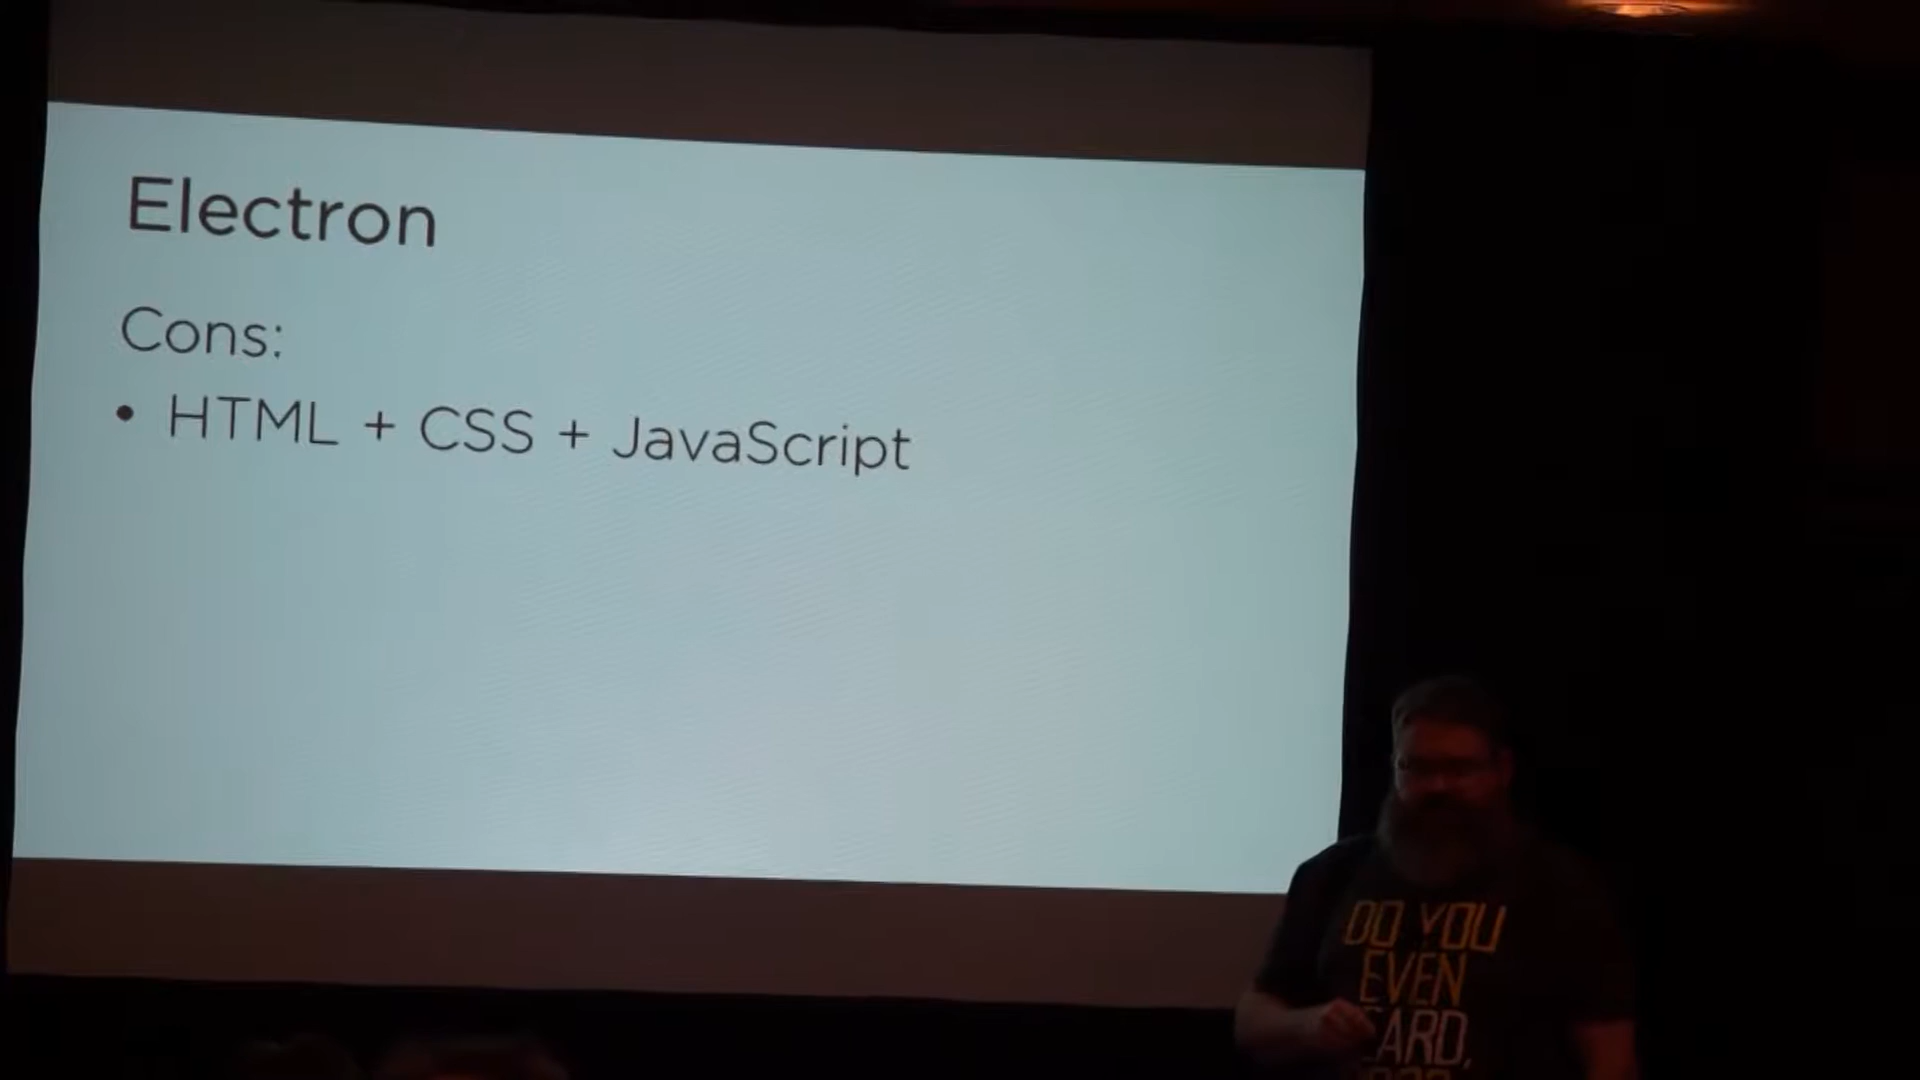 Electron
Cons:
• HTML + CSS + JavaScript
DO YOU
EVEN